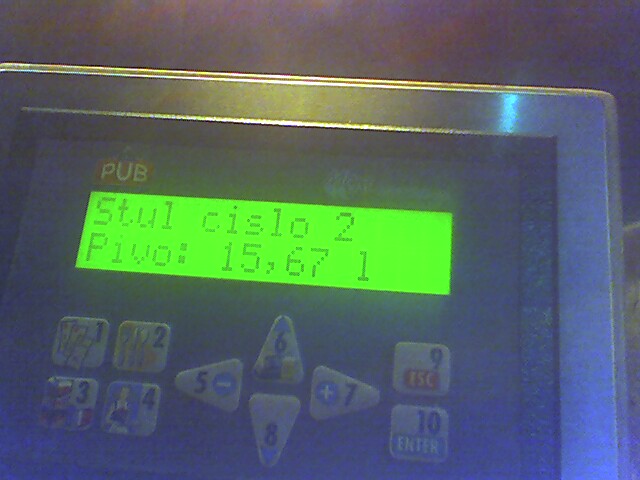 PUB
Stul cislo 2
Pivo: 15,67 l
1
2
3
4
5 -
6
+ 7
8
9
ESC
10
ENTER